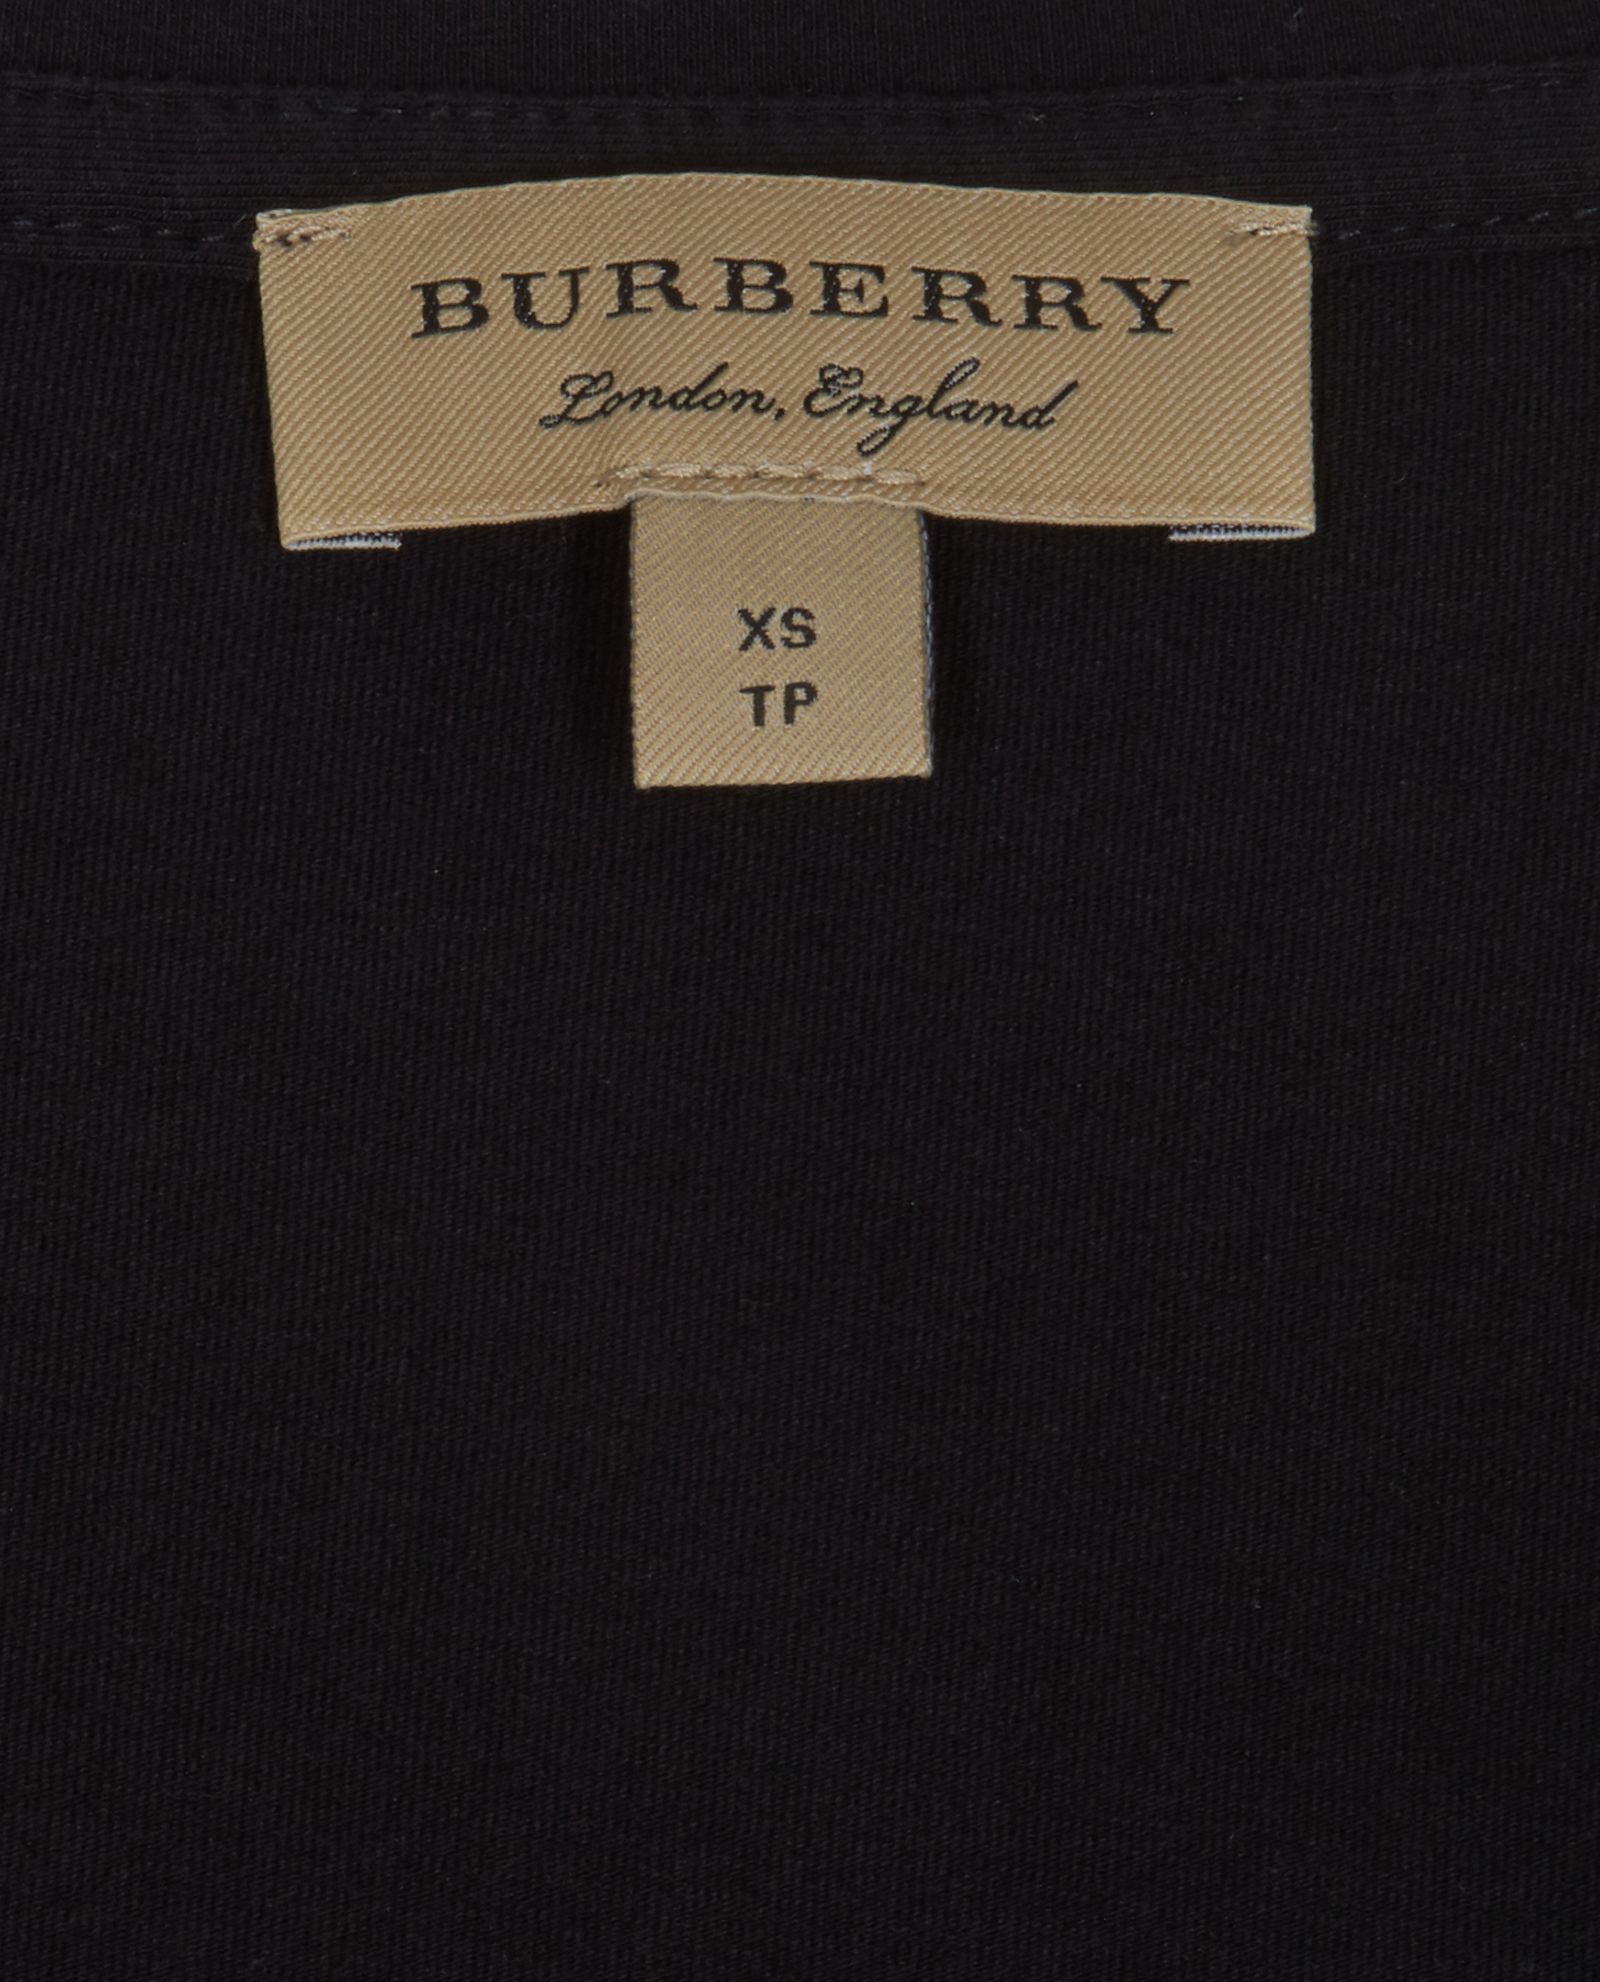 BURBERRY
London, England
XS
TP